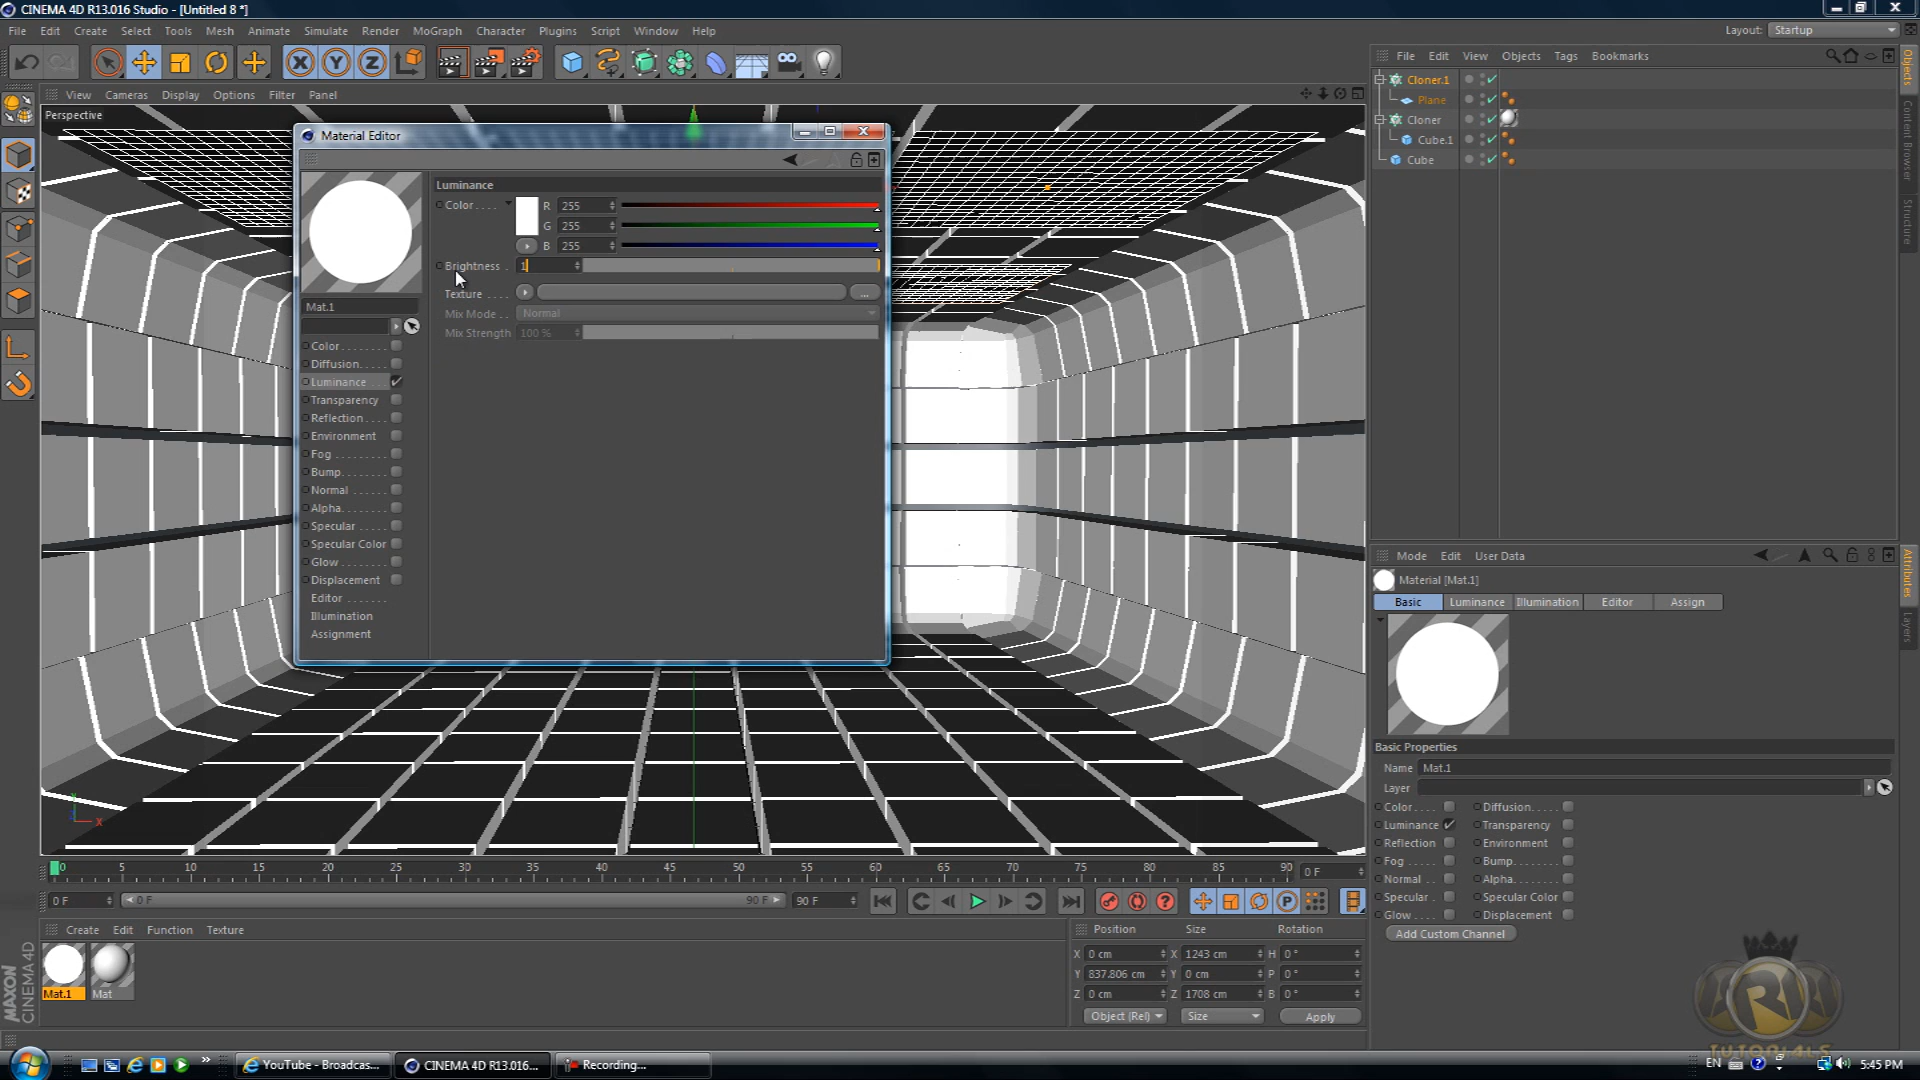 CINEMA 4D R13.016 Studio - [Untitled 8 *]
File Edit Create Select Tools Mesh Animate Simulate Render MoGraph Character Plugins Script Window Help
Layout: Startup
X Y Z
View Cameras Display Options Filter Panel
Perspective
Material Editor
Luminance
Color.... R 255
G 255
B 255
Brightness . 1
Texture .... ...
Mix Mode .. Normal
Mix Strength 100 %
Mat.1
Color
Diffusion
Luminance
Transparency
Reflection
Environment
Fog
Bump
Normal
Alpha
Specular
Specular Color
Glow
Displacement
Editor
Illumination
Assignment
File Edit View Objects Tags Bookmarks
Cloner.1
Plane
Cloner
Cube.1
Cube
Objects
Content Browser
Structure
Mode Edit User Data
Material [Mat.1]
Basic Luminance Illumination Editor Assign
Attributes
Layers
Basic Properties
Name Mat.1
Layer
Color Diffusion
Luminance Transparency
Reflection Environment
Fog Bump
Normal Alpha
Specular Specular Color
Glow Displacement
Add Custom Channel
Y
X
0 5 10 15 20 25 30 35 40 45 50 55 60 65 70 75 80 85 90 0 F
0 F 0 F 90 F 90 F
P
Create Edit Function Texture
Mat.1 Mat
MAXON
CINEMA 4D
Position Size Rotation
X 0 cm X 1243 cm H 0 °
Y 837.806 cm Y 0 cm P 0 °
Z 0 cm Z 1708 cm B 0 °
Object (Rel) Size Apply
TUTOR14LS
YouTube - Broadcas...
CINEMA 4D R13.016...
Recording...
EN
5:45 PM